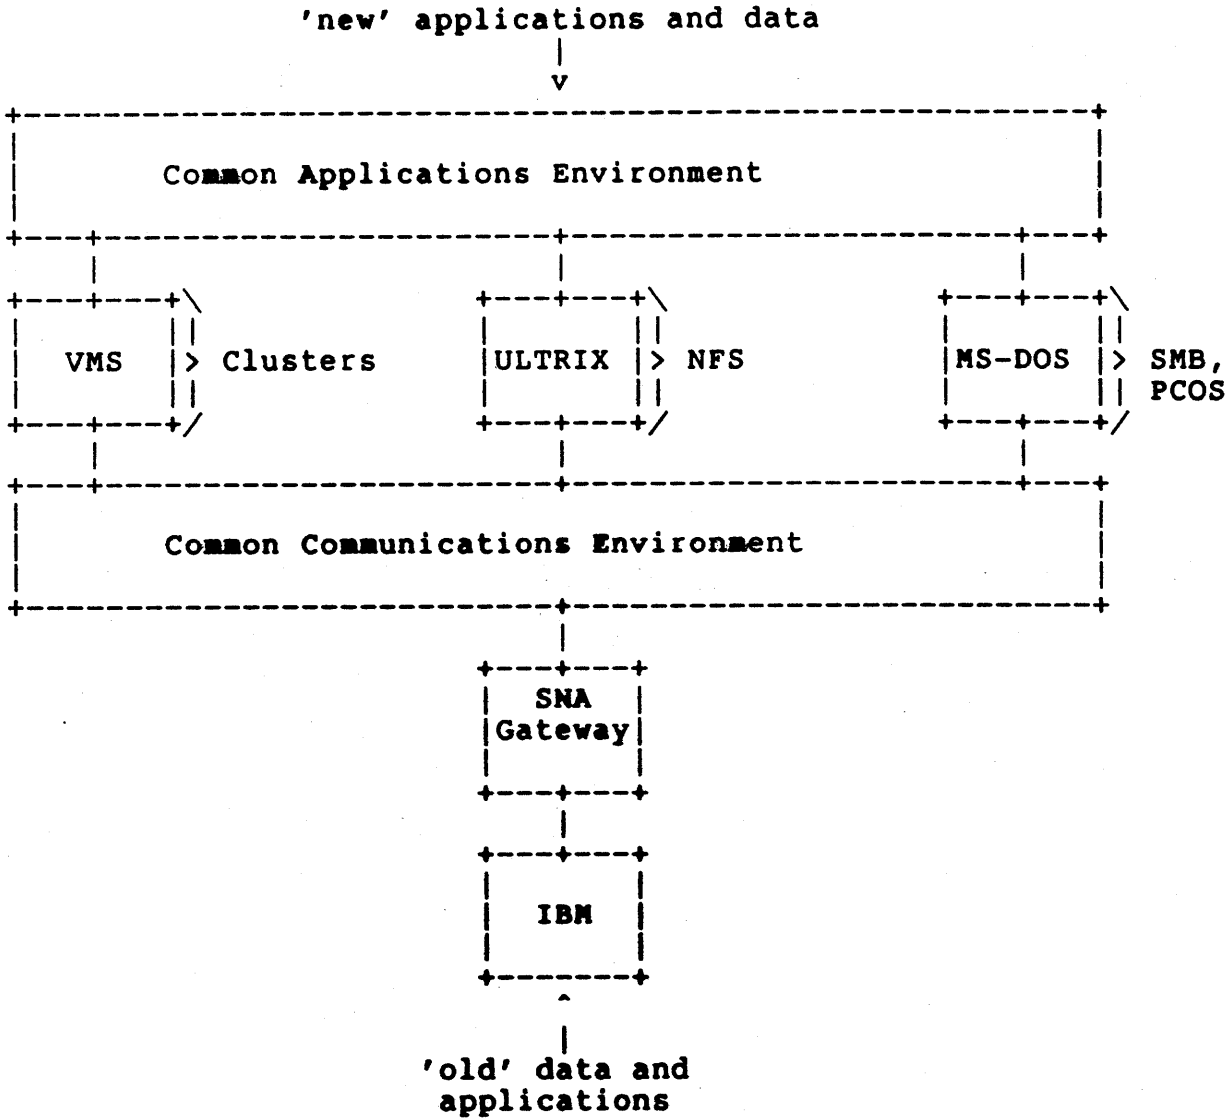 'new' applications and data
Common Applications Environment
VMS
Clusters
ULTRIX
NFS
MS-DOS
SMB,
PCOS
Common Communications Environment
SNA
Gateway
IBM
'old' data and
applications